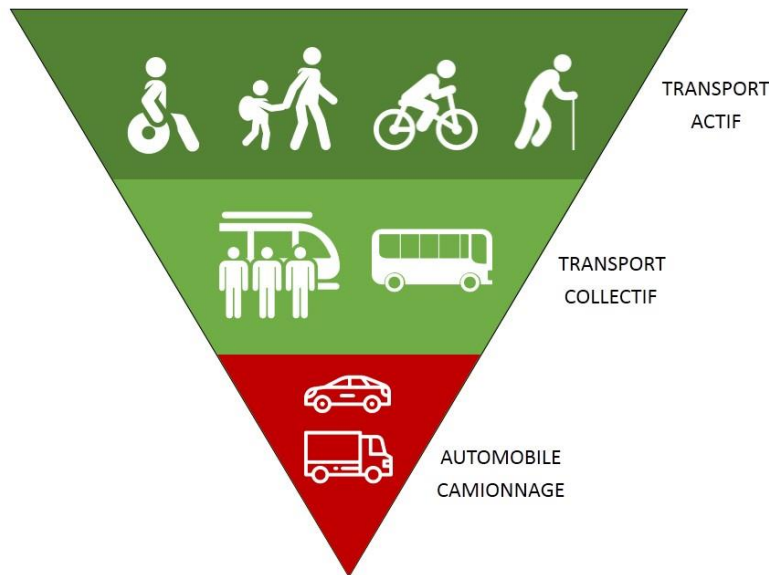 TRANSPORT
ACTIF
TRANSPORT
COLLECTIF
AUTOMOBILE
CAMIONNAGE